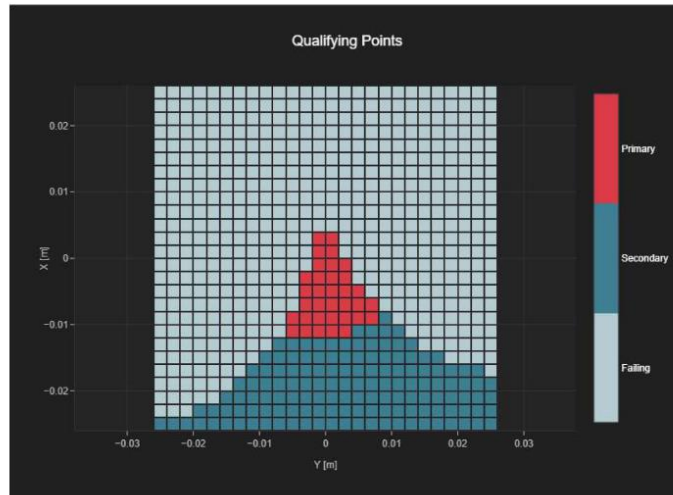 Qualifying Points
0.02
0.01
0
−0.01
−0.02
X [m]
−0.03
−0.02
−0.01
0
0.01
0.02
0.03
Y [m]
Primary
Secondary
Failing